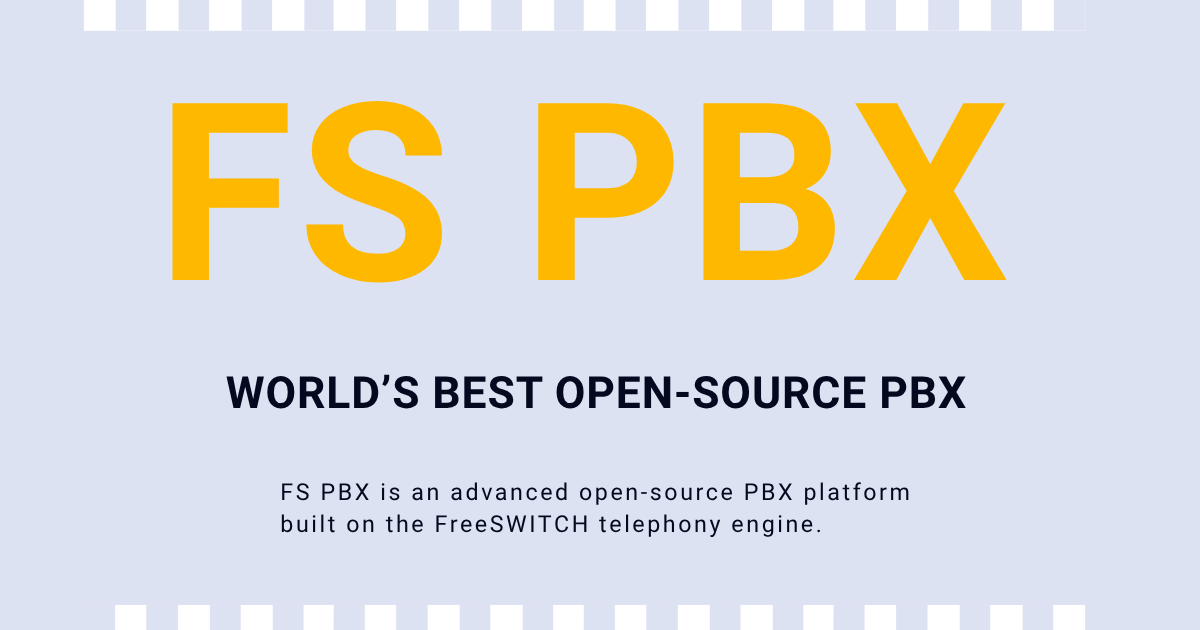 FS PBX
WORLD’S BEST OPEN-SOURCE PBX
FS PBX is an advanced open-source PBX platform
built on the FreeSWITCH telephony engine.